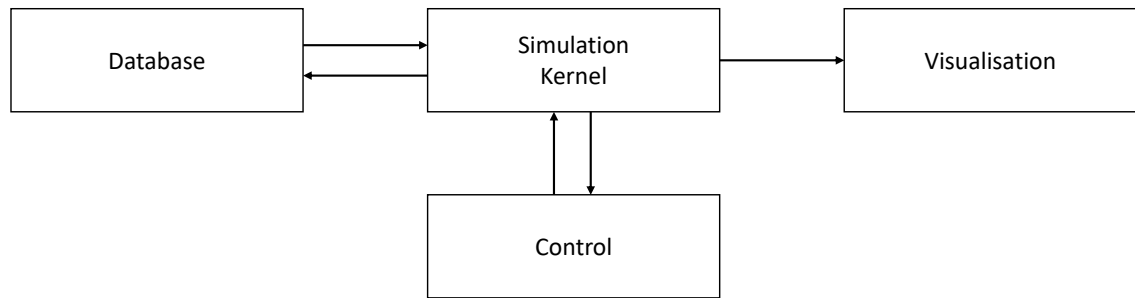 Database
Simulation
Kernel
Visualisation
Control